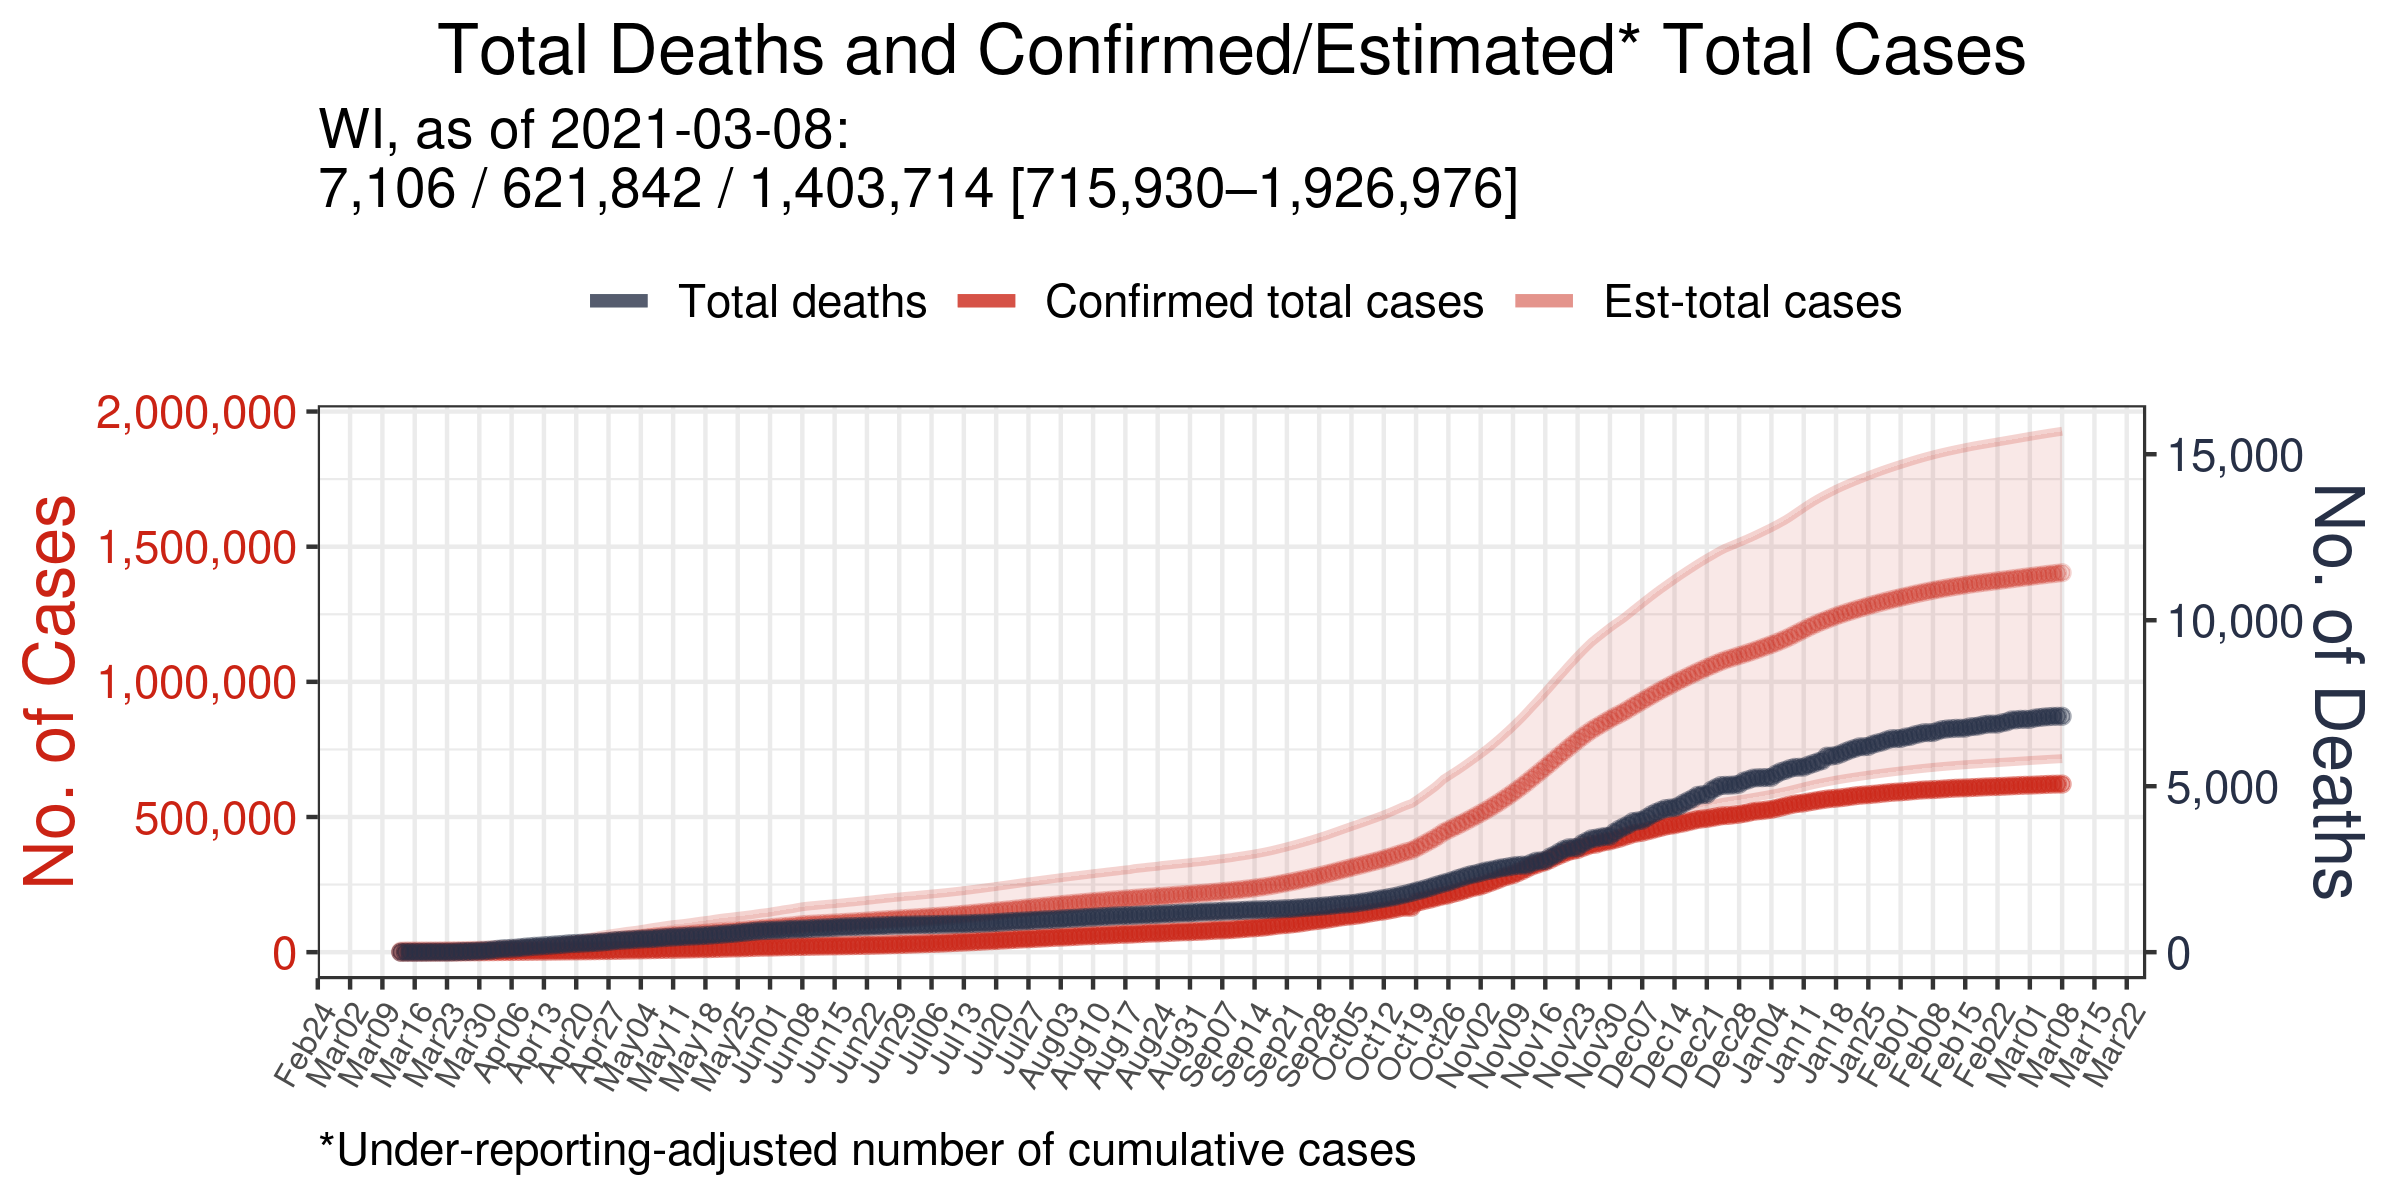 Total Deaths and Confirmed/Estimated* Total Cases
WI, as of 2021-03-08:
7,106 / 621,842 / 1,403,714 [715,930–1,926,976]
Total deaths
Confirmed total cases
Est-total cases
No. of Cases
2,000,000
1,500,000
1,000,000
500,000
0
15,000
10,000
5,000
0
No. of Deaths
Feb24
Mar02
Mar09
Mar16
Mar23
Mar30
Apr06
Apr13
Apr20
Apr27
May04
May11
May18
May25
Jun01
Jun08
Jun15
Jun22
Jun29
Jul06
Jul13
Jul20
Jul27
Aug03
Aug10
Aug17
Aug24
Aug31
Sep07
Sep14
Sep21
Sep28
Oct05
Oct12
Oct19
Oct26
Nov02
Nov09
Nov16
Nov23
Nov30
Dec07
Dec14
Dec21
Dec28
Jan04
Jan11
Jan18
Jan25
Feb01
Feb08
Feb15
Feb22
Mar01
Mar08
Mar15
Mar22
*Under-reporting-adjusted number of cumulative cases